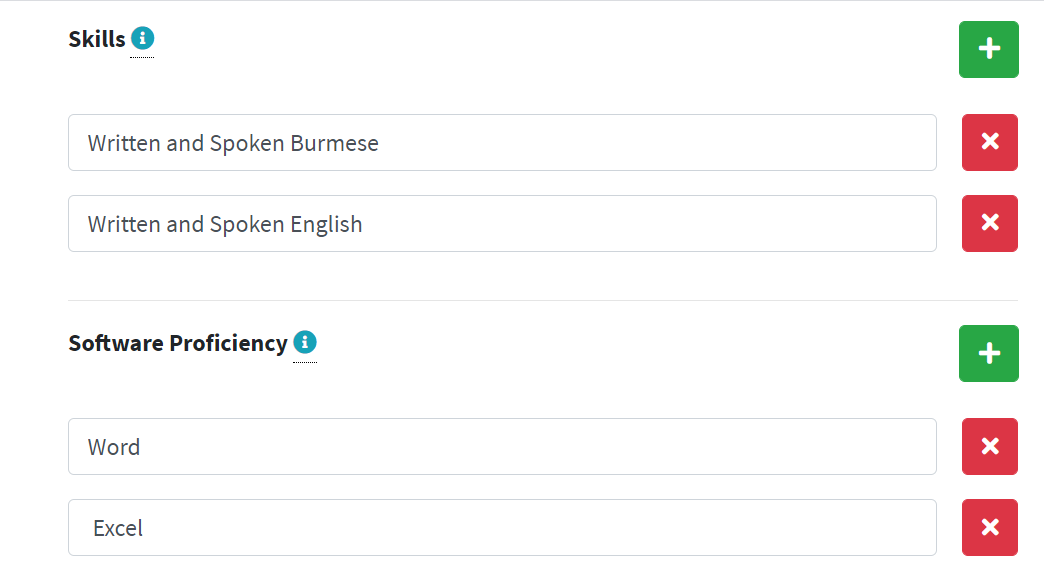 Skills
Written and Spoken Burmese
Written and Spoken English
Software Proficiency
Word
Excel